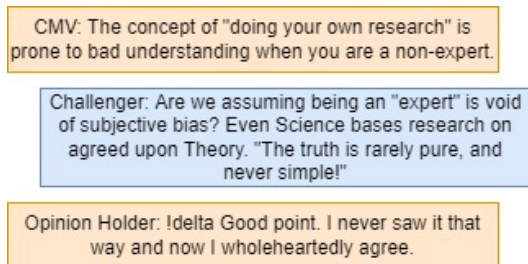 CMV: The concept of "doing your own research" is
prone to bad understanding when you are a non-expert.
Challenger: Are we assuming being an "expert" is void
of subjective bias? Even Science bases research on
agreed upon Theory. "The truth is rarely pure, and
never simple!"
Opinion Holder: !delta Good point. I never saw it that
way and now I wholeheartedly agree.